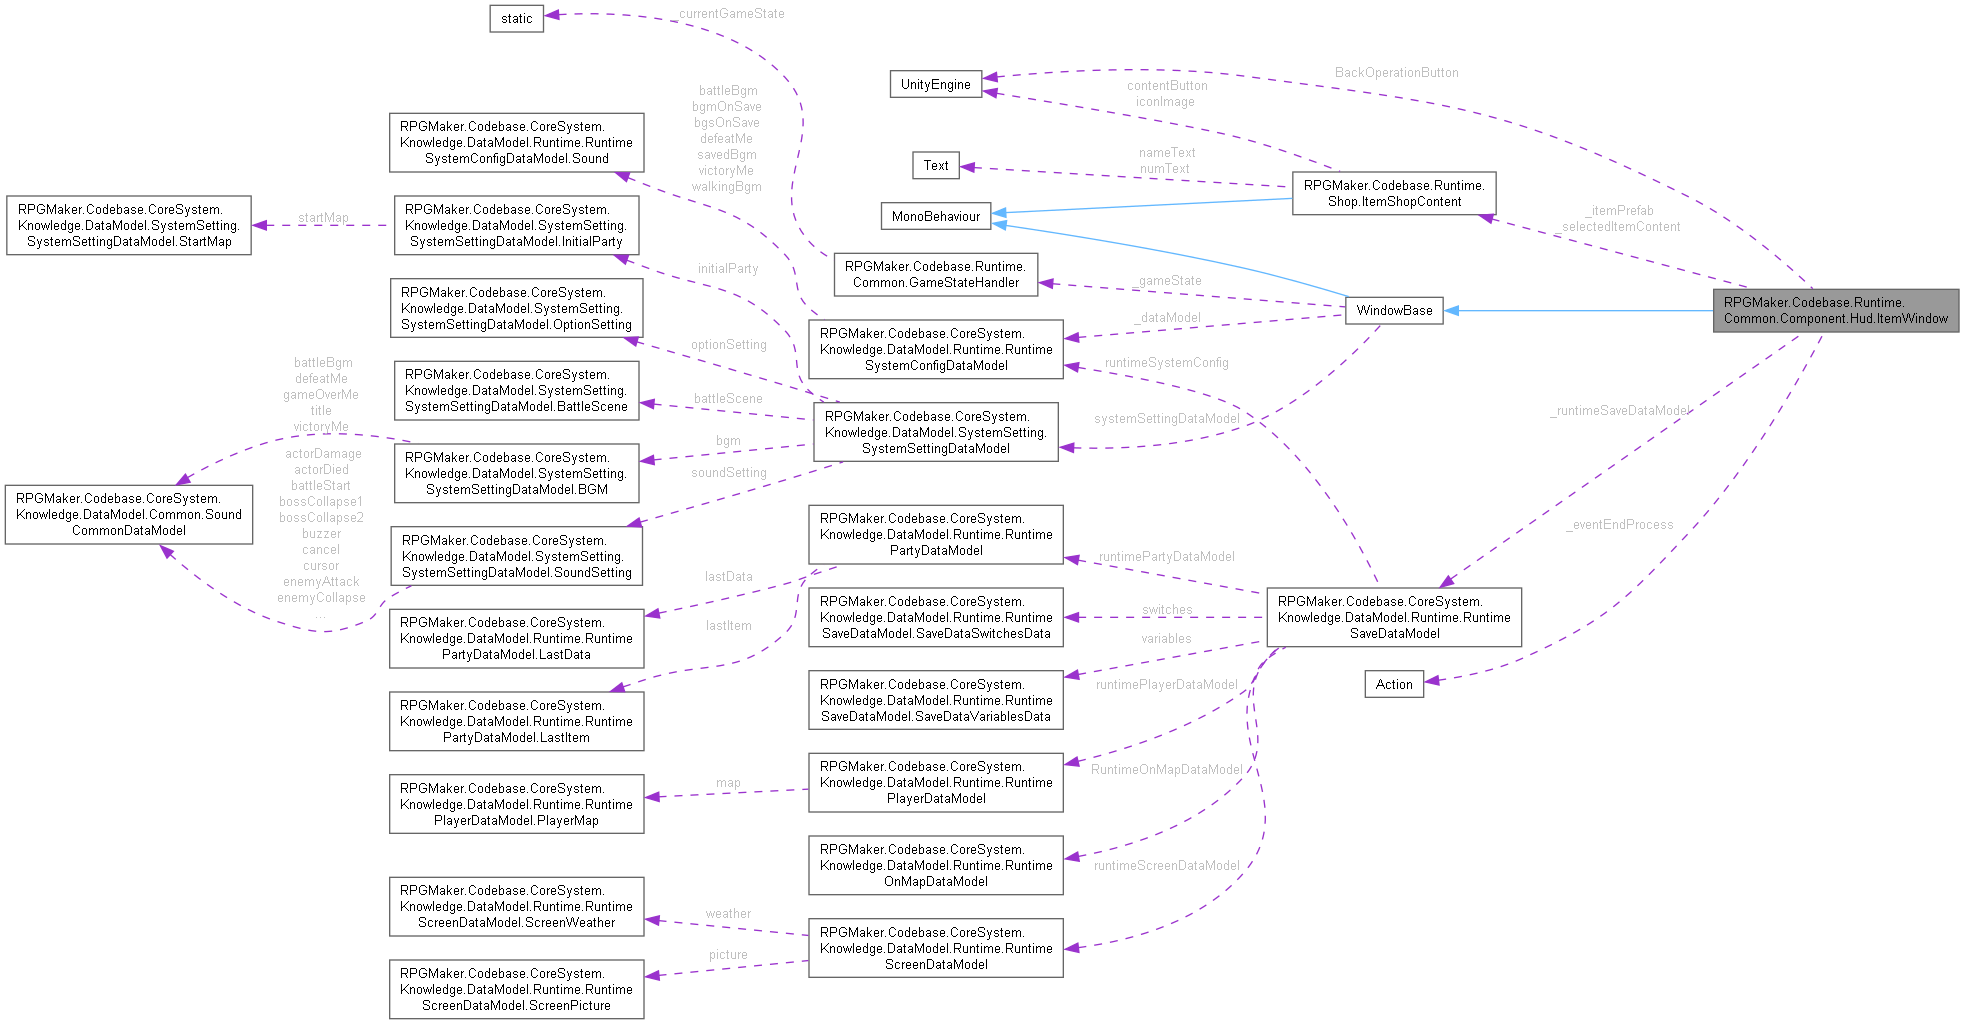 static
_currentGameState
UnityEngine
BackOperationButton
contentButton
iconImage
battleBgm
bgmOnSave
bgsOnSave
defeatMe
savedBgm
victoryMe
walkingBgm
RPGMaker.Codebase.CoreSystem.
Knowledge.DataModel.Runtime.Runtime
SystemConfigDataModel.Sound
Text
nameText
numText
RPGMaker.Codebase.Runtime.
Shop.ItemShopContent
MonoBehaviour
_itemPrefab
_selectedItemContent
RPGMaker.Codebase.CoreSystem.
Knowledge.DataModel.SystemSetting.
SystemSettingDataModel.StartMap
startMap
RPGMaker.Codebase.CoreSystem.
Knowledge.DataModel.SystemSetting.
SystemSettingDataModel.InitialParty
initialParty
RPGMaker.Codebase.Runtime.
Common.GameStateHandler
_gameState
WindowBase
RPGMaker.Codebase.Runtime.
Common.Component.Hud.ItemWindow
RPGMaker.Codebase.CoreSystem.
Knowledge.DataModel.SystemSetting.
SystemSettingDataModel.OptionSetting
optionSetting
RPGMaker.Codebase.CoreSystem.
Knowledge.DataModel.Runtime.Runtime
SystemConfigDataModel
_dataModel
runtimeSystemConfig
battleBgm
defeatMe
gameOverMe
title
victoryMe
RPGMaker.Codebase.CoreSystem.
Knowledge.DataModel.SystemSetting.
SystemSettingDataModel.BattleScene
battleScene
RPGMaker.Codebase.CoreSystem.
Knowledge.DataModel.SystemSetting.
SystemSettingDataModel
systemSettingDataModel
_runtimeSaveDataModel
bgm
RPGMaker.Codebase.CoreSystem.
Knowledge.DataModel.SystemSetting.
SystemSettingDataModel.BGM
soundSetting
actorDamage
actorDied
battleStart
bossCollapse1
bossCollapse2
buzzer
cancel
cursor
enemyAttack
enemyCollapse
...
RPGMaker.Codebase.CoreSystem.
Knowledge.DataModel.Common.Sound
CommonDataModel
RPGMaker.Codebase.CoreSystem.
Knowledge.DataModel.SystemSetting.
SystemSettingDataModel.SoundSetting
RPGMaker.Codebase.CoreSystem.
Knowledge.DataModel.Runtime.Runtime
PartyDataModel
runtimePartyDataModel
_eventEndProcess
lastData
lastItem
RPGMaker.Codebase.CoreSystem.
Knowledge.DataModel.Runtime.Runtime
PartyDataModel.LastData
RPGMaker.Codebase.CoreSystem.
Knowledge.DataModel.Runtime.Runtime
SaveDataModel.SaveDataSwitchesData
switches
variables
RPGMaker.Codebase.CoreSystem.
Knowledge.DataModel.Runtime.Runtime
SaveDataModel
RPGMaker.Codebase.CoreSystem.
Knowledge.DataModel.Runtime.Runtime
PartyDataModel.LastItem
RPGMaker.Codebase.CoreSystem.
Knowledge.DataModel.Runtime.Runtime
SaveDataModel.SaveDataVariablesData
runtimePlayerDataModel
Action
RPGMaker.Codebase.CoreSystem.
Knowledge.DataModel.Runtime.Runtime
PlayerDataModel.PlayerMap
map
RPGMaker.Codebase.CoreSystem.
Knowledge.DataModel.Runtime.Runtime
PlayerDataModel
RuntimeOnMapDataModel
RPGMaker.Codebase.CoreSystem.
Knowledge.DataModel.Runtime.Runtime
OnMapDataModel
runtimeScreenDataModel
RPGMaker.Codebase.CoreSystem.
Knowledge.DataModel.Runtime.Runtime
ScreenDataModel.ScreenWeather
weather
RPGMaker.Codebase.CoreSystem.
Knowledge.DataModel.Runtime.Runtime
ScreenDataModel
picture
RPGMaker.Codebase.CoreSystem.
Knowledge.DataModel.Runtime.Runtime
ScreenDataModel.ScreenPicture